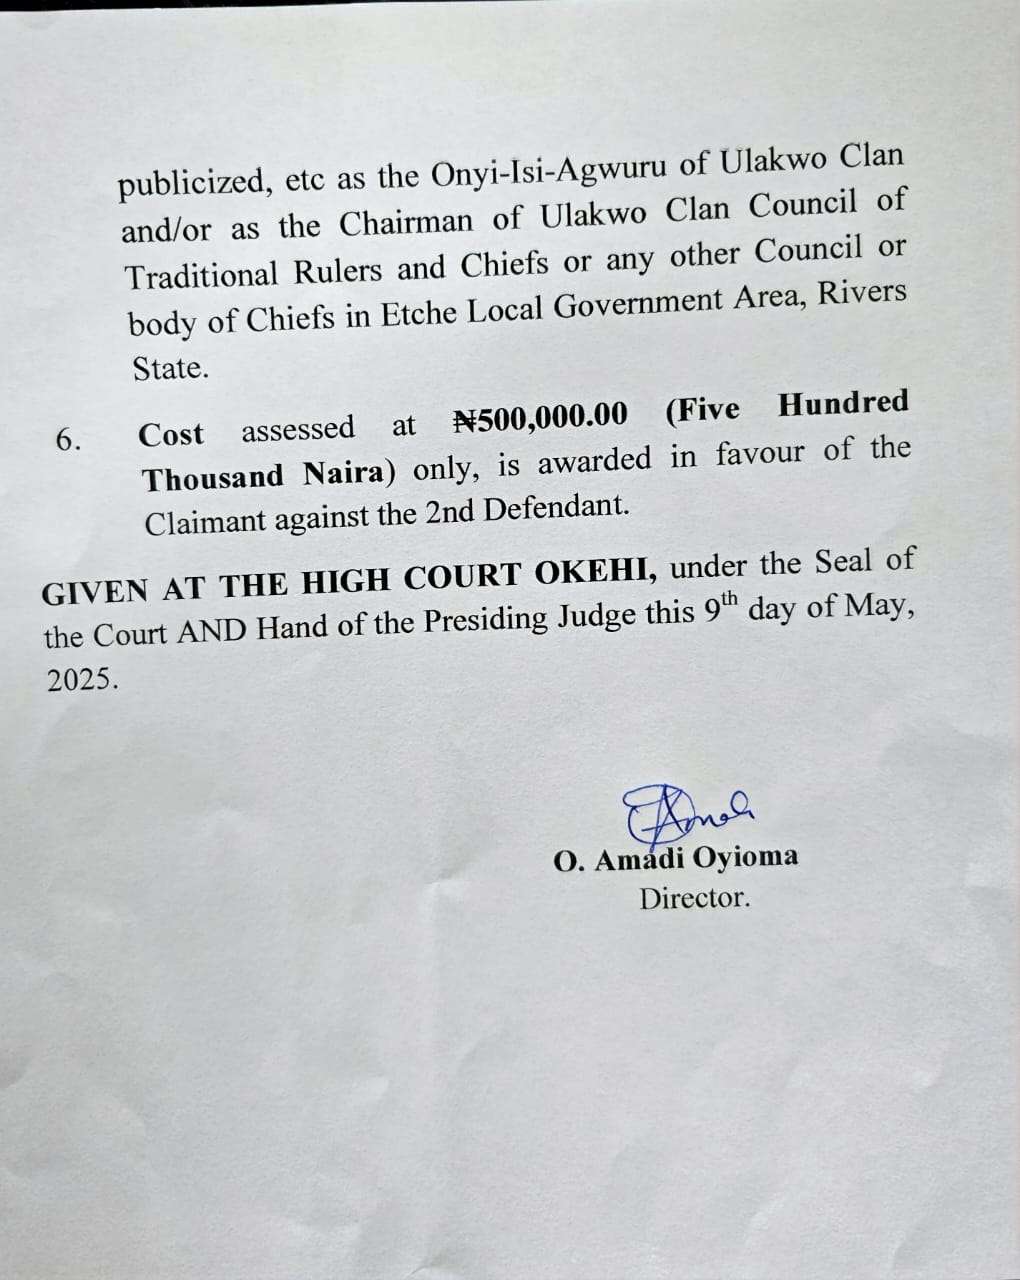 publicized, etc as the Onyi-Isi-Agwuru of Ulakwo Clan
and/or as the Chairman of Ulakwo Clan Council of
Traditional Rulers and Chiefs or any other Council or
body of Chiefs in Etche Local Government Area, Rivers
State.
6. Cost assessed at ₦500,000.00 (Five Hundred
Thousand Naira) only, is awarded in favour of the
Claimant against the 2nd Defendant.
GIVEN AT THE HIGH COURT OKEHI, under the Seal of
the Court AND Hand of the Presiding Judge this 9th day of May,
2025.
O. Amadi Oyioma
Director.